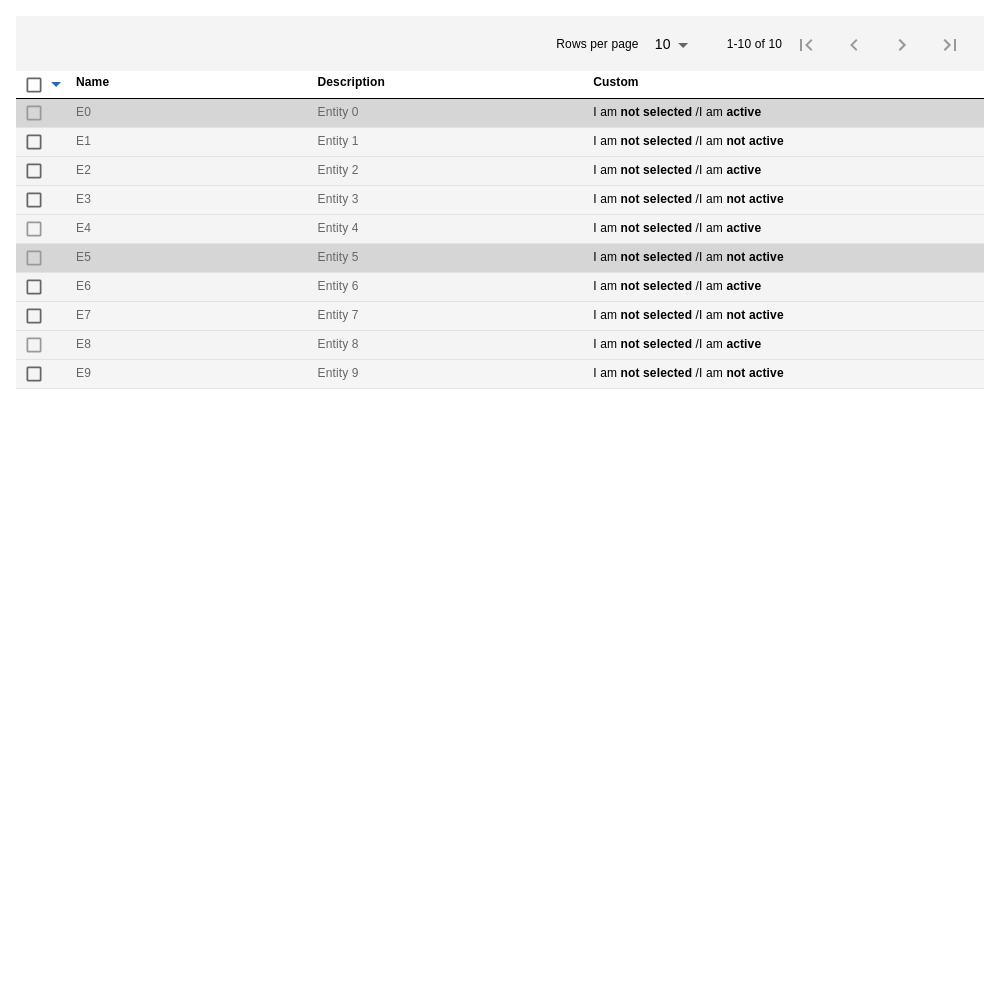 Rows per page 10 1-10 of 10
Name Description Custom
E0 Entity 0 I am not selected /I am active
E1 Entity 1 I am not selected /I am not active
E2 Entity 2 I am not selected /I am active
E3 Entity 3 I am not selected /I am not active
E4 Entity 4 I am not selected /I am active
E5 Entity 5 I am not selected /I am not active
E6 Entity 6 I am not selected /I am active
E7 Entity 7 I am not selected /I am not active
E8 Entity 8 I am not selected /I am active
E9 Entity 9 I am not selected /I am not active